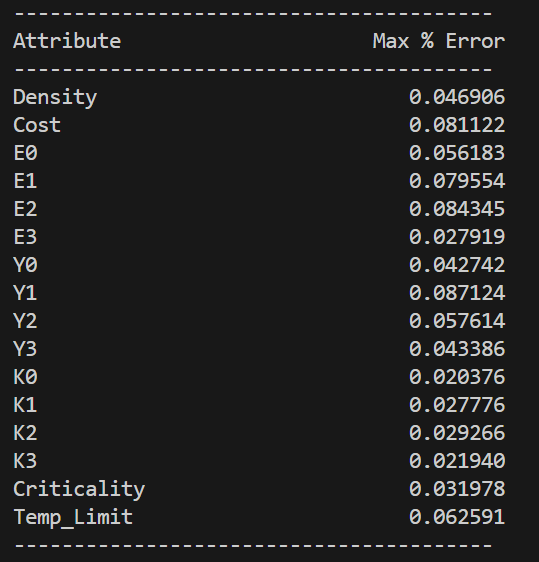 ----------------------------------------
Attribute                     Max % Error
----------------------------------------
Density                          0.046906
Cost                             0.081122
E0                               0.056183
E1                               0.079554
E2                               0.084345
E3                               0.027919
Y0                               0.042742
Y1                               0.087124
Y2                               0.057614
Y3                               0.043386
K0                               0.020376
K1                               0.027776
K2                               0.029266
K3                               0.021940
Criticality                      0.031978
Temp_Limit                       0.062591
----------------------------------------